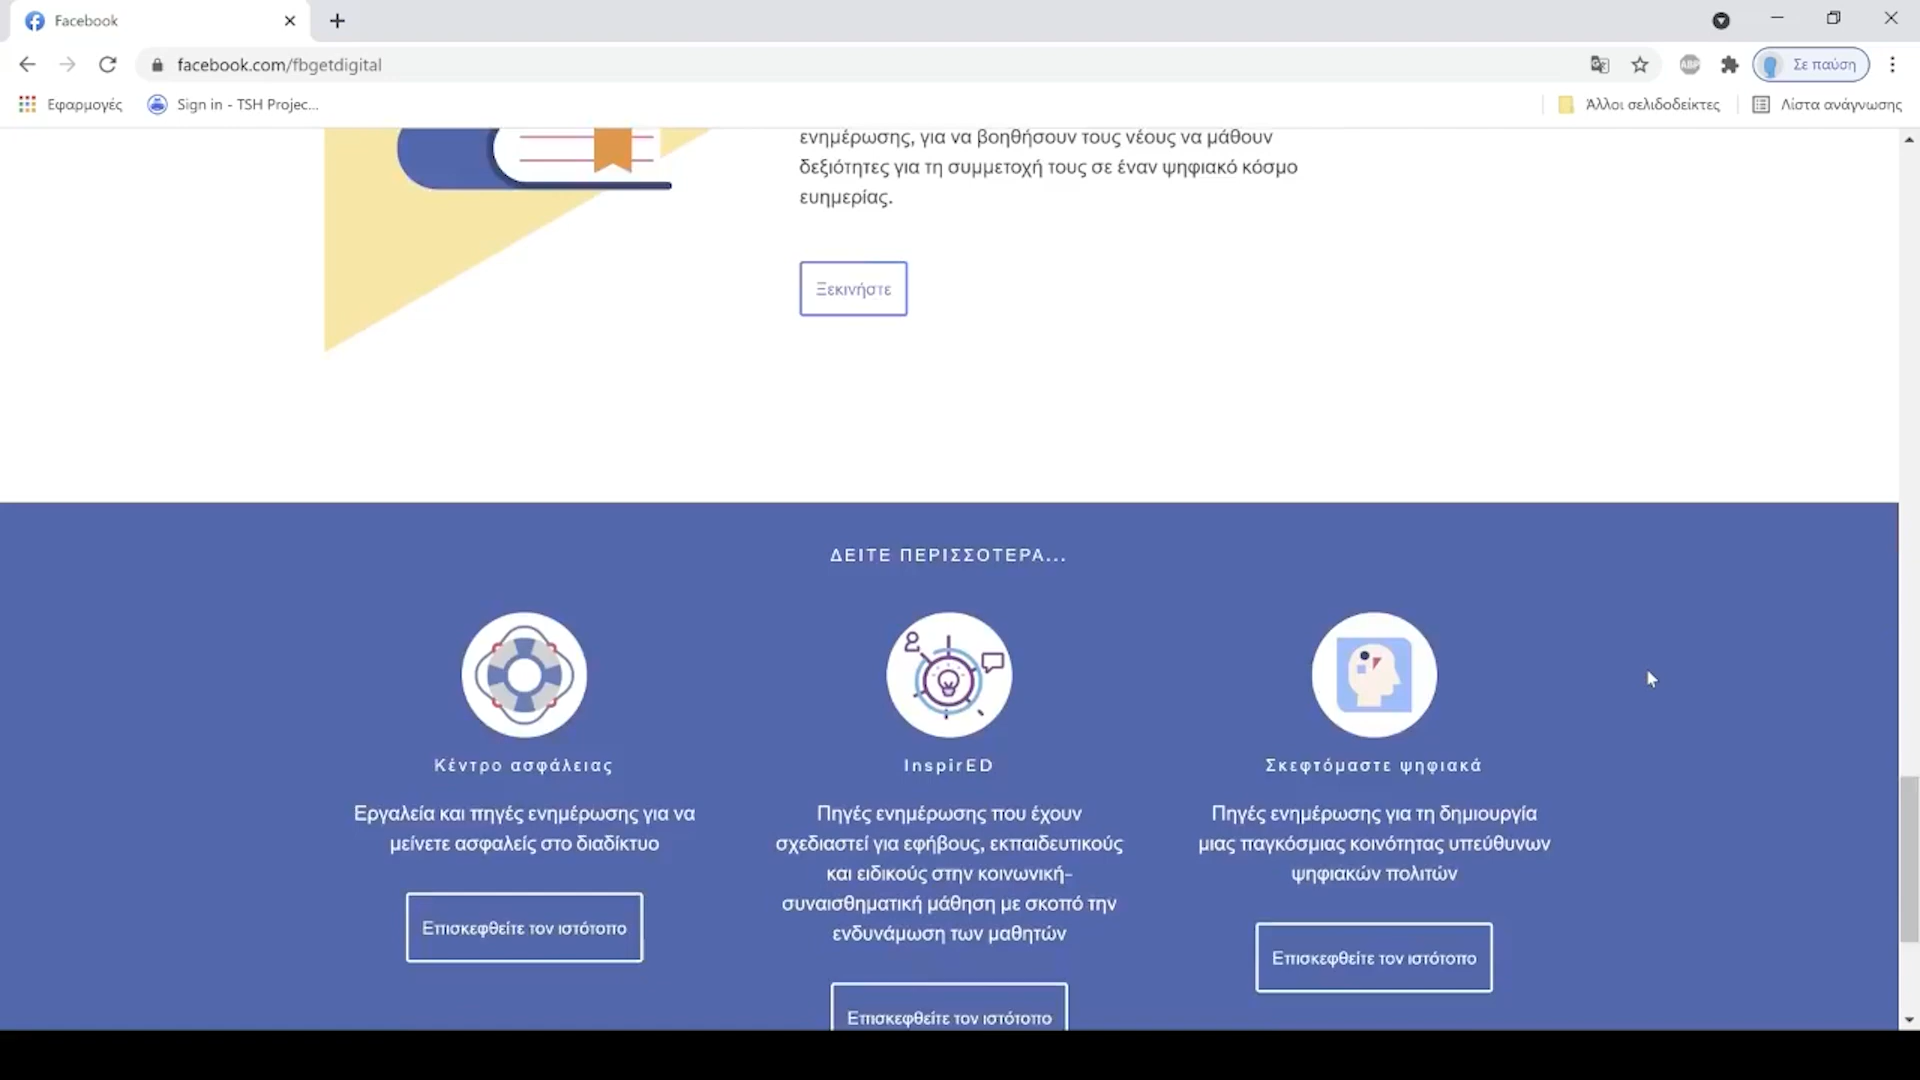 Facebook
facebook.com/fbgetdigital
ABP
Σε παύση
Εφαρμογές
Sign in - TSH Projec...
Άλλοι σελιδοδείκτες
Λίστα ανάγνωσης
ενημέρωσης, για να βοηθήσουν τους νέους να μάθουν
δεξιότητες για τη συμμετοχή τους σε έναν ψηφιακό κόσμο
ευημερίας.
Ξεκινήστε
ΔΕΙΤΕ ΠΕΡΙΣΣΟΤΕΡΑ...
Κέντρο ασφάλειας
Εργαλεία και πηγές ενημέρωσης για να
μείνετε ασφαλείς στο διαδίκτυο
Επισκεφθείτε τον ιστότοπο
InspirED
Πηγές ενημέρωσης που έχουν
σχεδιαστεί για εφήβους, εκπαιδευτικούς
και ειδικούς στην κοινωνική-
συναισθηματική μάθηση με σκοπό την
ενδυνάμωση των μαθητών
Επισκεφθείτε τον ιστότοπο
Σκεφτόμαστε ψηφιακά
Πηγές ενημέρωσης για τη δημιουργία
μιας παγκόσμιας κοινότητας υπεύθυνων
ψηφιακών πολιτών
Επισκεφθείτε τον ιστότοπο